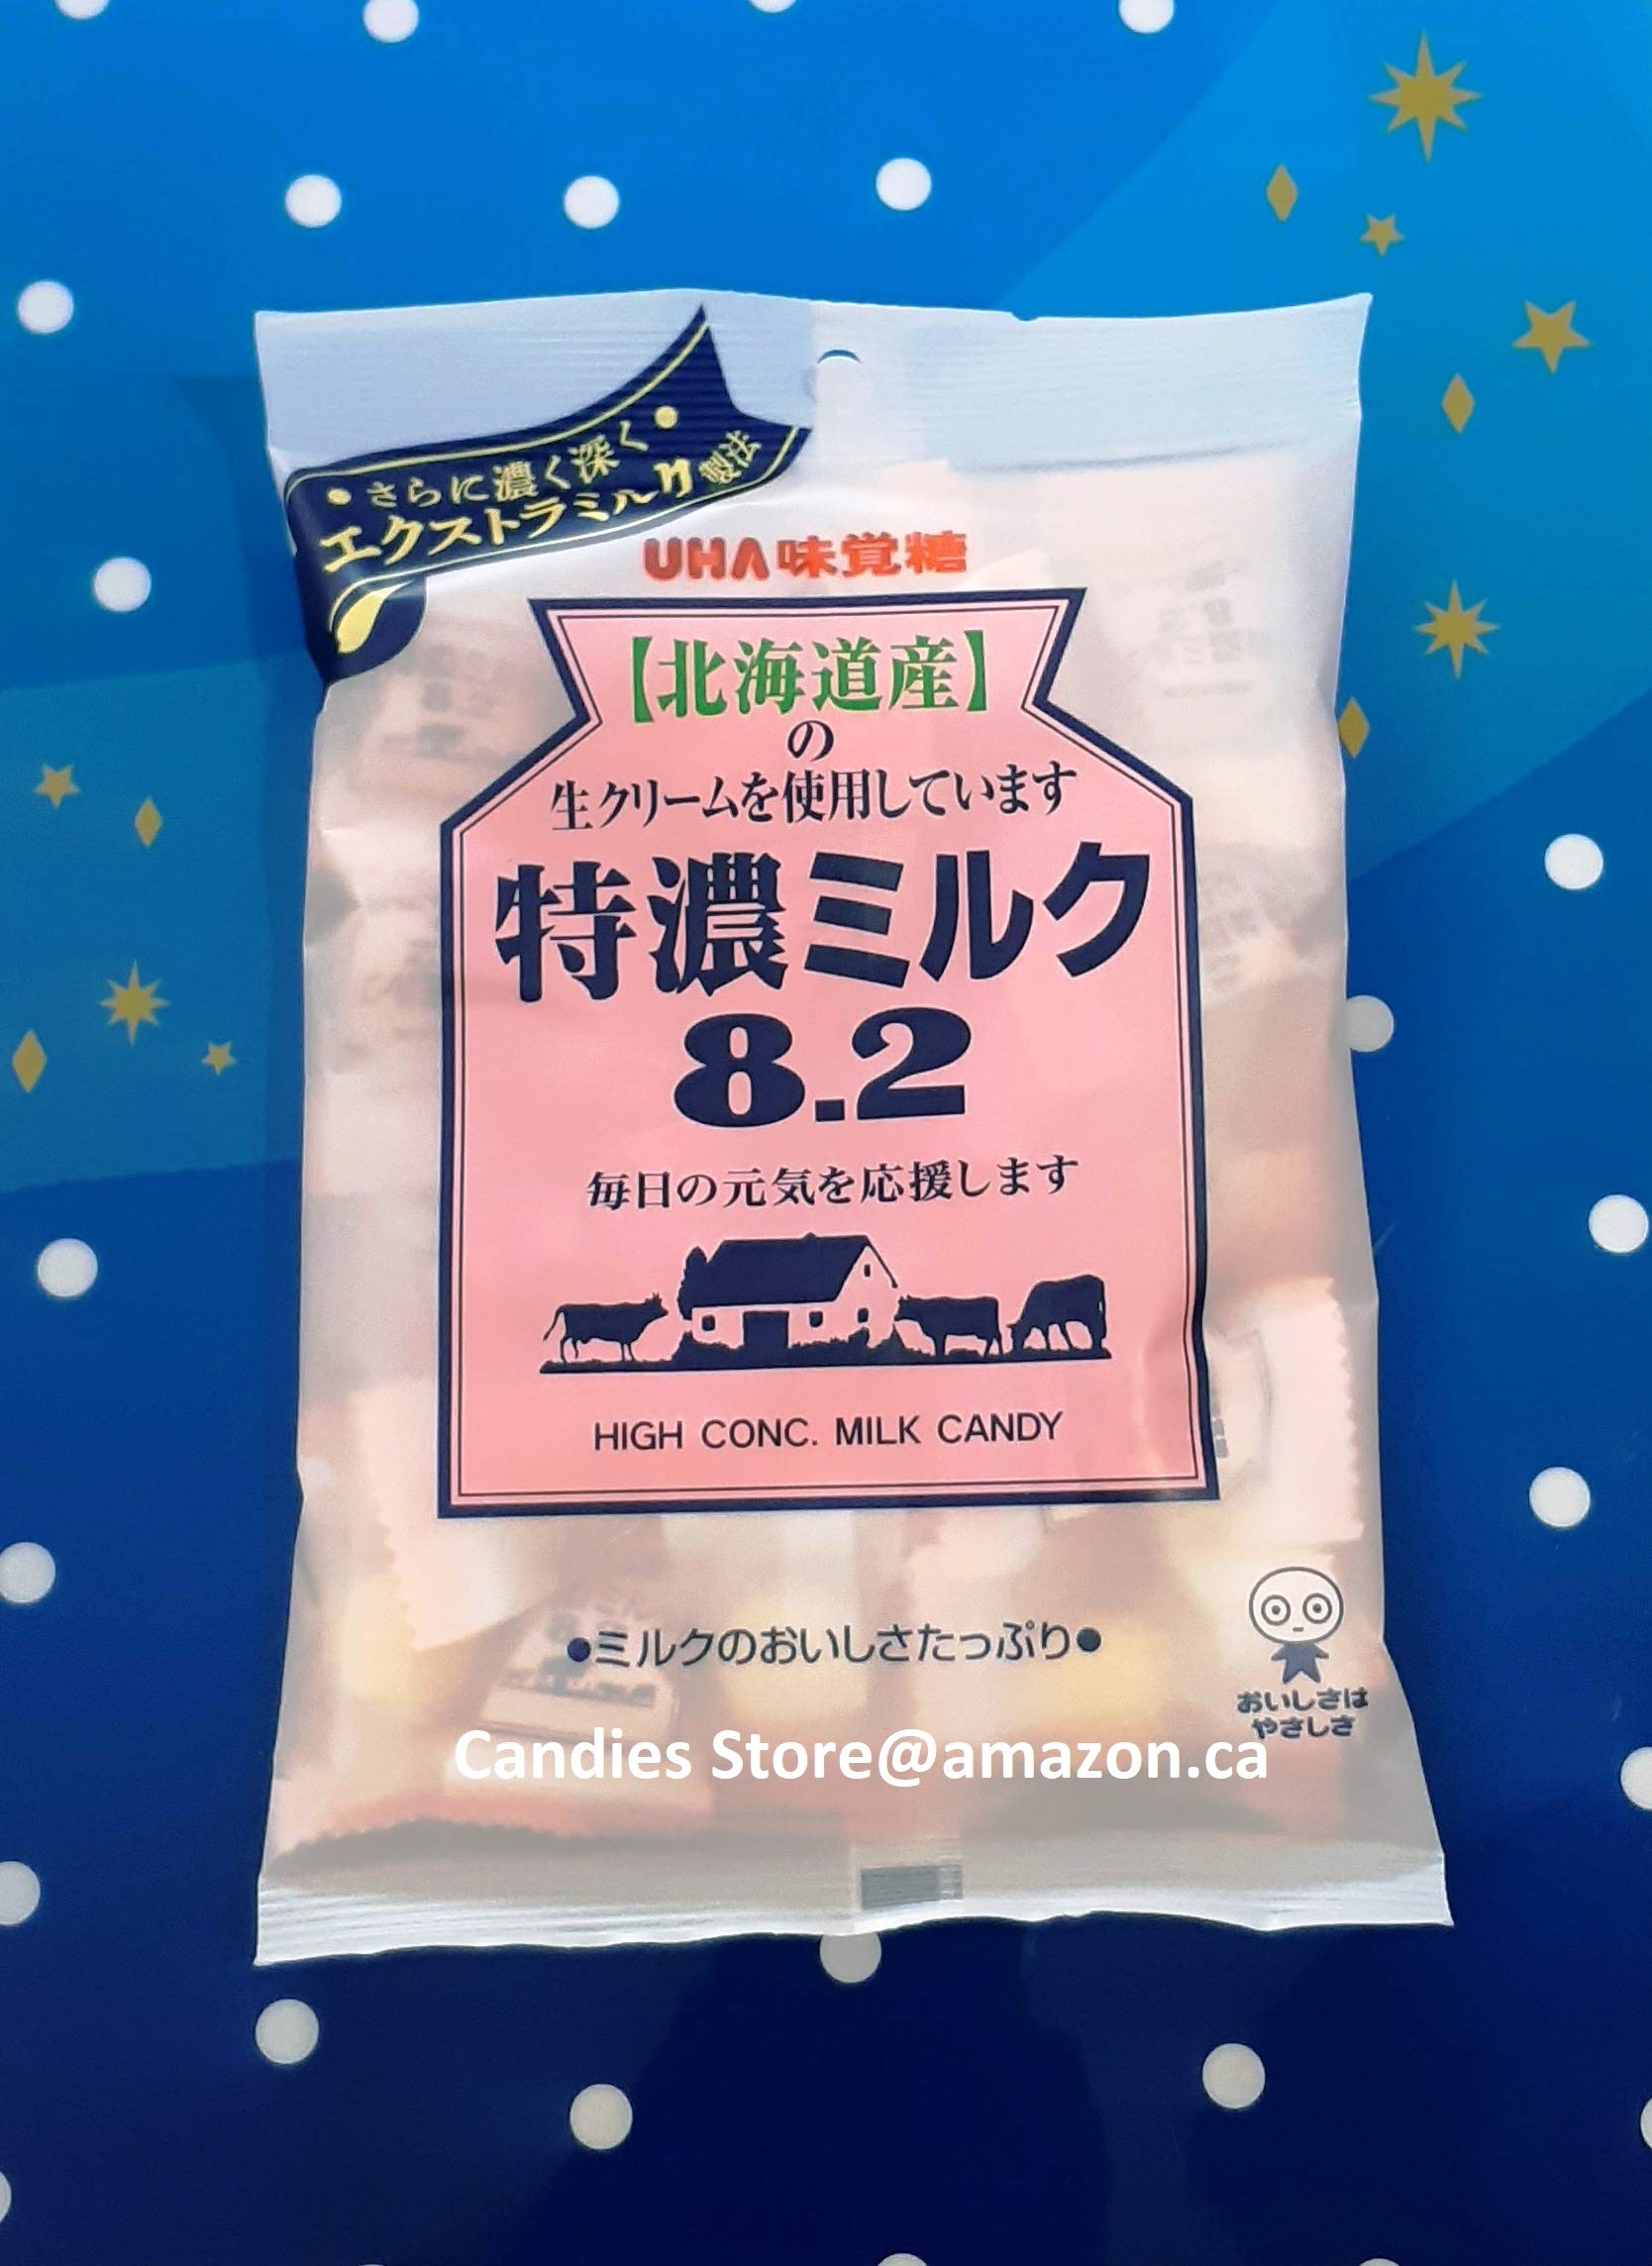 ・さらに濃く深く・
エクストラミルク製法
UHA味覚糖
【北海道産】
の
生クリームを使用しています
特濃ミルク
8.2
毎日の元気を応援します
HIGH CONC. MILK CANDY
●ミルクのおいしさたっぷり●
おいしさは
やさしさ
Candies Store@amazon.ca